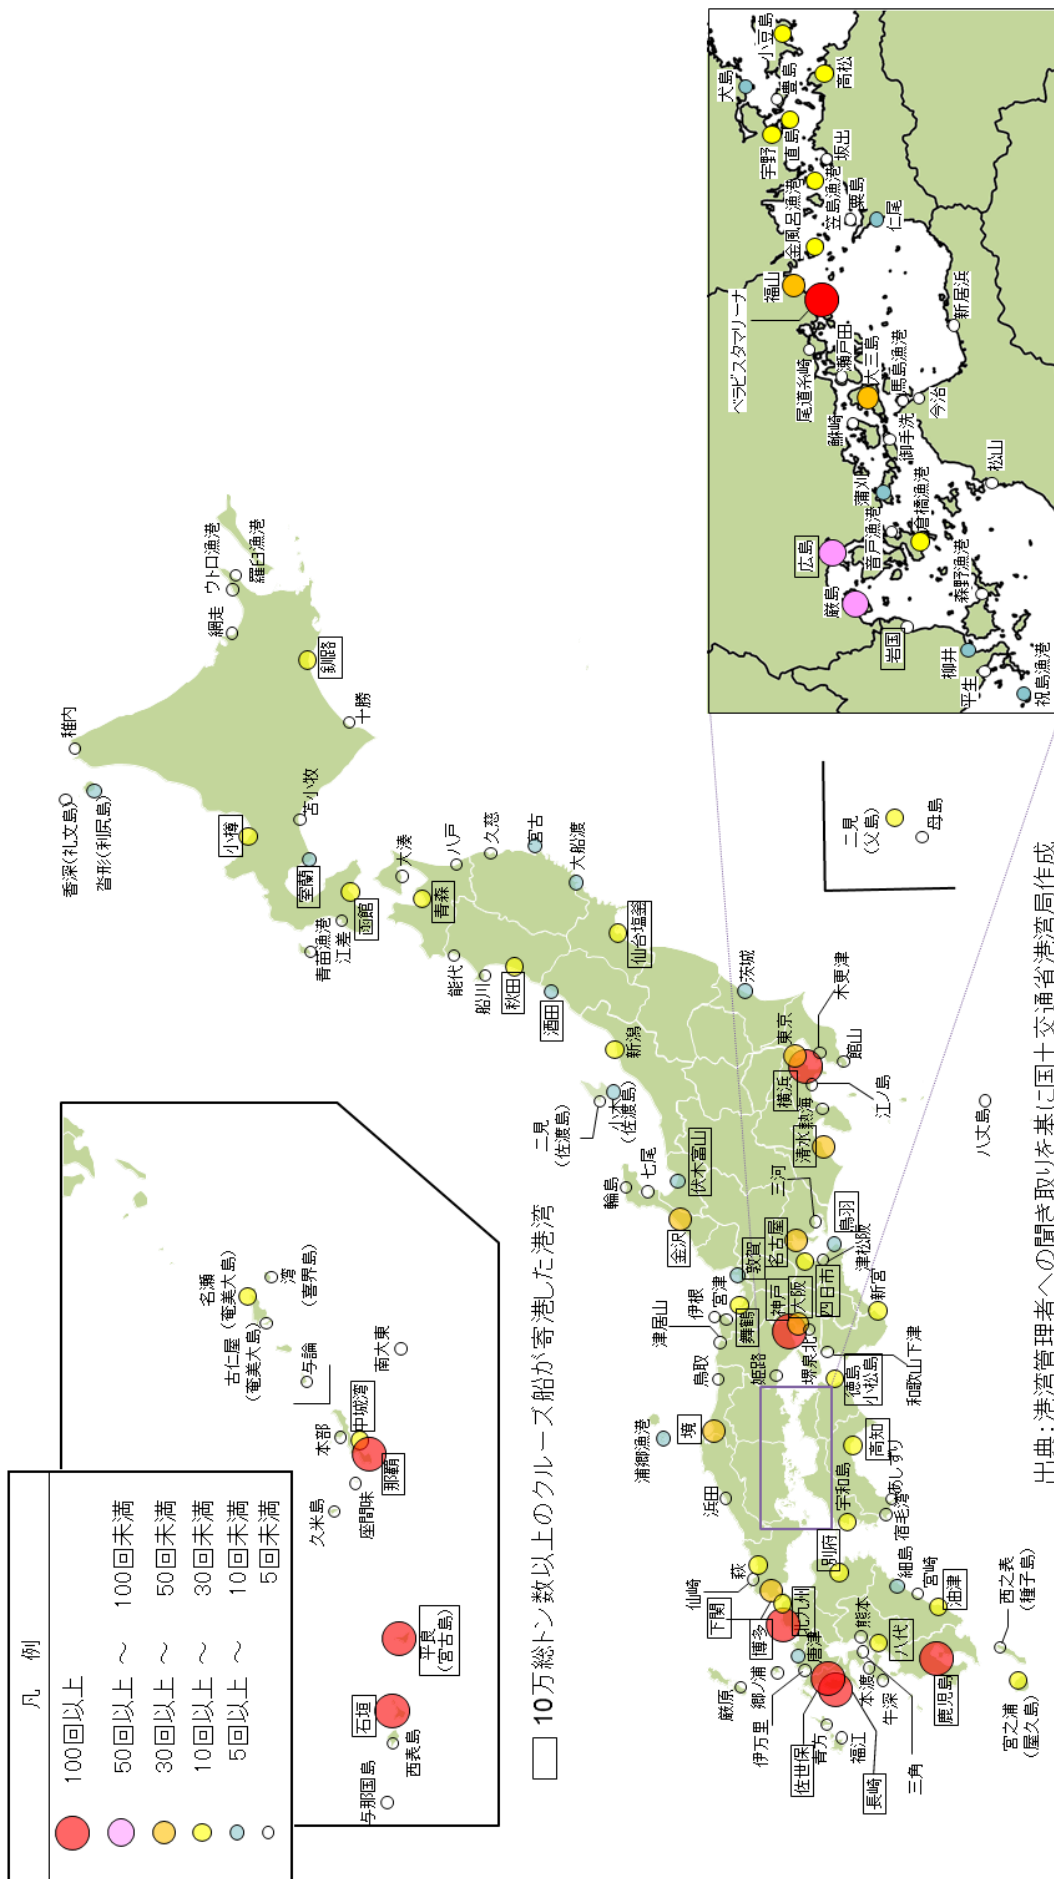 凡 例
100回以上
50回以上 ～ 100回未満
30回以上 ～ 50回未満
10回以上 ～ 30回未満
5回以上 ～ 10回未満
5回未満
10万総トン数以上のクルーズ船が寄港した港湾
与那国島
西表島
石垣
平良
(宮古島)
久米島
座間味
那覇
本部
中城湾
与論
南大東
古仁屋
(奄美大島)
名瀬
(奄美大島)
湾
(喜界島)
香深(礼文島)
沓形(利尻島)
稚内
網走
ウトロ漁港
羅臼漁港
釧路
十勝
小樽
苫小牧
室蘭
函館
江差
青苗漁港
大湊
青森
八戸
久慈
宮古
大船渡
仙台塩釜
能代
船川
秋田
酒田
新潟
二見
(佐渡島)
小木
(佐渡島)
茨城
木更津
館山
東京
横浜
江ノ島
熱海
清水
八丈島
二見
(父島)
母島
伏木富山
七尾
輪島
金沢
三河
名古屋
鳥羽
津松阪
四日市
新宮
敦賀
舞鶴
宮津
伊根
津居山
神戸
大阪
堺泉北
姫路
和歌山下津
徳島
小松島
鳥取
境
浦郷漁港
浜田
高知
あしずり
宿毛湾
宇和島
萩
仙崎
下関
北九州
博多
別府
細島
宮崎
油津
西之表
(種子島)
宮之浦
(屋久島)
鹿児島
八代
熊本
三角
本渡
牛深
長崎
佐世保
福江
青方
伊万里
唐津
郷ノ浦
厳原
小豆島
犬島
豊島
高松
宇野
直島
坂出
笠島漁港
粟島
金風呂漁港
仁尾
福山
ベラビスタマリーナ
新居浜
尾道糸崎
瀬戸田
大三島
馬島漁港
今治
鮴崎
御手洗
松山
蒲刈
音戸漁港
倉橋漁港
広島
厳島
森野漁港
岩国
柳井
平生
祝島漁港
出典：港湾管理者への聞き取りを基に国土交通省港湾局作成